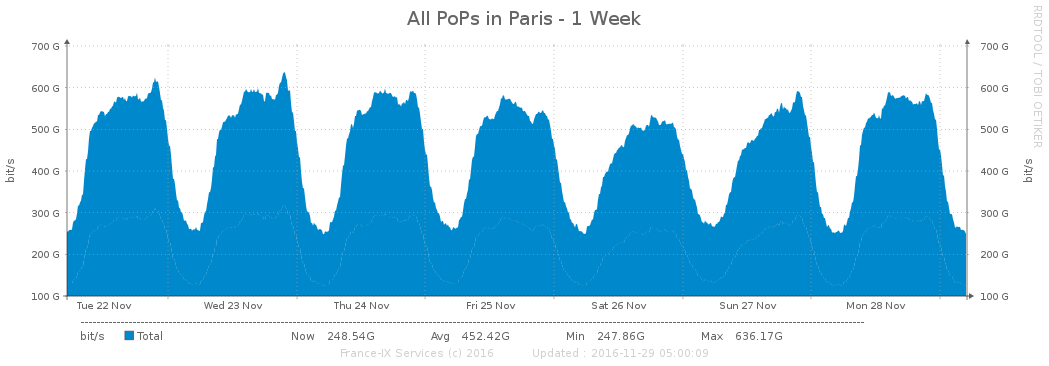 All PoPs in Paris - 1 Week
RRDTOOL / TOBI OETIKER
700 G 700 G
600 G 600 G
500 G 500 G
400 G 400 G
bit/s bit/s
300 G 300 G
200 G 200 G
100 G 100 G
Tue 22 Nov Wed 23 Nov Thu 24 Nov Fri 25 Nov Sat 26 Nov Sun 27 Nov Mon 28 Nov
bit/s Total Now 248.54G Avg 452.42G Min 247.86G Max 636.17G
France-IX Services (c) 2016 Updated : 2016-11-29 05:00:09